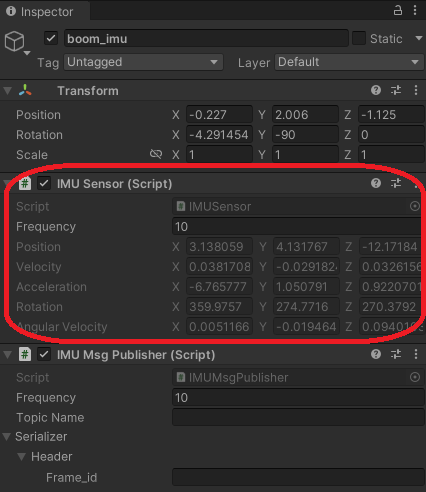 Inspector
boom_imu Static
Tag Untagged Layer Default
Transform
Position X -0.227 Y 2.006 Z -1.125
Rotation X -4.291454 Y -90 Z 0
Scale X 1 Y 1 Z 1
# IMU Sensor (Script)
Script # IMUSensor
Frequency 10
Position X 3.138059 Y 4.131767 Z -12.17184
Velocity X 0.0381708 Y -0.029182 Z 0.0326156
Acceleration X -6.765777 Y 1.050791 Z 0.9220701
Rotation X 359.9757 Y 274.7716 Z 270.3792
Angular Velocity X 0.0051166 Y -0.019464 Z
# IMU Msg Publisher (Script)
Script # IMUMsgPublisher
Frequency 10
Topic Name
Serializer
Header
Frame_id